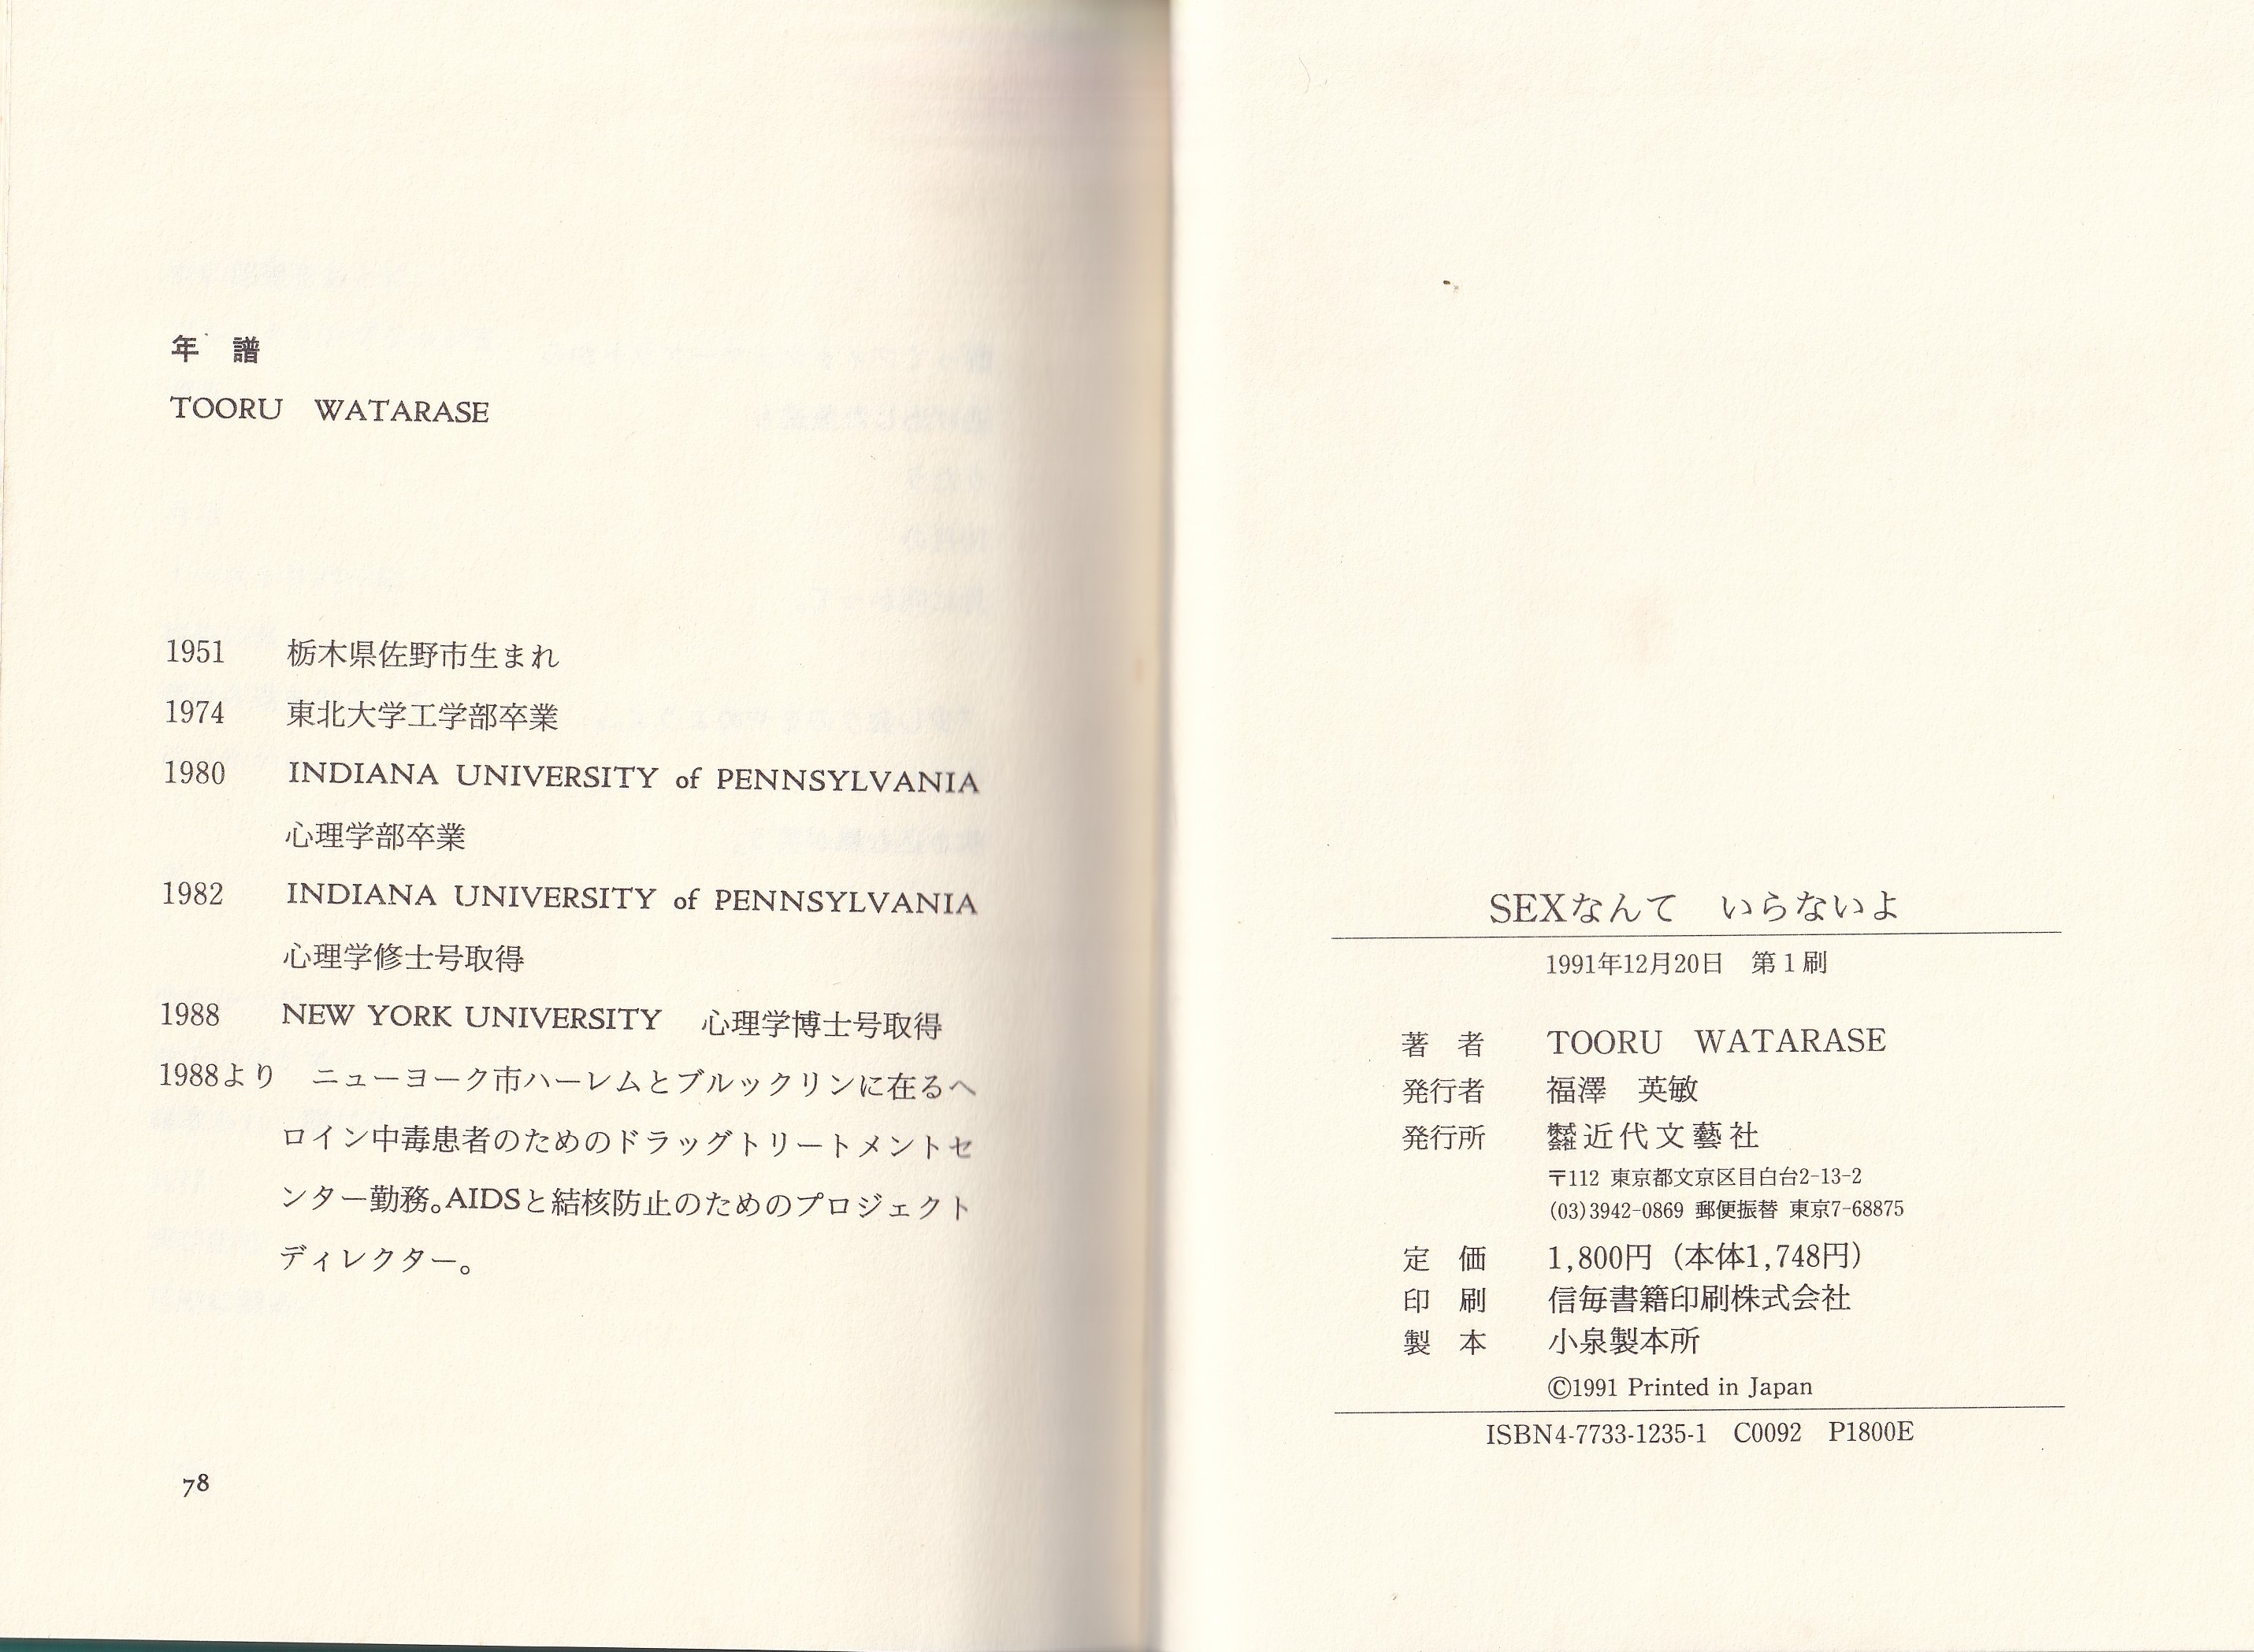 年　譜
TOORU　WATARASE
1951　栃木県佐野市生まれ
1974　東北大学工学部卒業
1980　INDIANA UNIVERSITY of PENNSYLVANIA
心理学部卒業
1982　INDIANA UNIVERSITY of PENNSYLVANIA
心理学修士号取得
1988　NEW YORK UNIVERSITY　心理学博士号取得
1988より　ニューヨーク市ハーレムとブルックリンに在るヘ
ロイン中毒患者のためのドラッグトリートメントセ
ンター勤務。AIDSと結核防止のためのプロジェクト
ディレクター。
78
SEXなんて　いらないよ
1991年12月20日　第1刷
著　者　TOORU　WATARASE
発行者　福澤　英敏
発行所　株式会社近代文藝社
〒112 東京都文京区目白台2-13-2
(03)3942-0869 郵便振替 東京7-68875
定　価　1,800円（本体1,748円）
印　刷　信毎書籍印刷株式会社
製　本　小泉製本所
©1991 Printed in Japan
ISBN4-7733-1235-1　C0092　P1800E